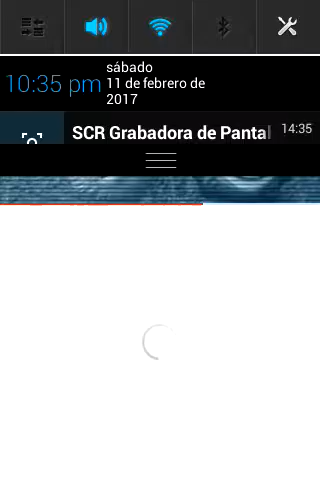 10:35 pm
sábado
11 de febrero de
2017
SCR Grabadora de Pantal
14:35